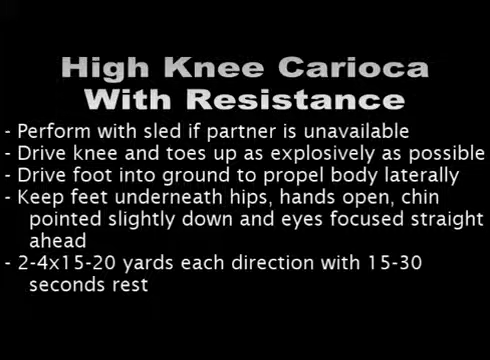 High Knee Carioca
With Resistance
- Perform with sled if partner is unavailable
- Drive knee and toes up as explosively as possible
- Drive foot into ground to propel body laterally
- Keep feet underneath hips, hands open, chin
pointed slightly down and eyes focused straight
ahead
- 2-4x15-20 yards each direction with 15-30
seconds rest